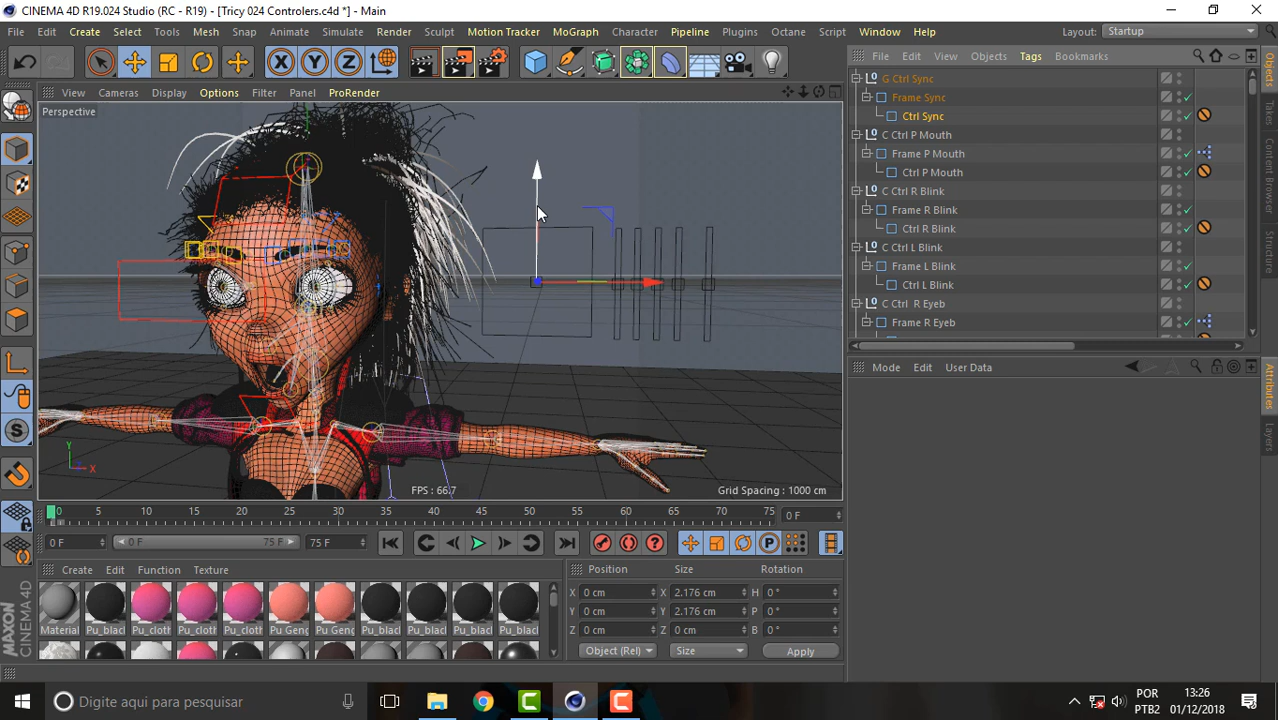 CINEMA 4D R19.024 Studio (RC - R19) - [Tricy 024 Controlers.c4d *] - Main
File Edit Create Select Tools Mesh Snap Animate Simulate Render Sculpt Motion Tracker MoGraph Character Pipeline Plugins Octane Script Window Help
Layout: Startup
File Edit View Objects Tags Bookmarks
View Cameras Display Options Filter Panel ProRender
Perspective
G Ctrl Sync
Frame Sync
Ctrl Sync
C Ctrl P Mouth
Frame P Mouth
Ctrl P Mouth
C Ctrl R Blink
Frame R Blink
Ctrl R Blink
C Ctrl L Blink
Frame L Blink
Ctrl L Blink
C Ctrl R Eyeb
Frame R Eyeb
Mode Edit User Data
Objects
Takes
Content Browser
Structure
Attributes
Layers
Y
X
FPS : 66.7
Grid Spacing : 1000 cm
0 5 10 15 20 25 30 35 40 45 50 55 60 65 70 75
0 F
0 F 0 F 75 F 75 F
Create Edit Function Texture
Material Pu_blac Pu_cloth Pu_cloth Pu_cloth Pu Geng Pu Geng Pu_blac Pu_blac Pu_blac Pu_blac
Position Size Rotation
X 0 cm X 2.176 cm H 0 °
Y 0 cm Y 2.176 cm P 0 °
Z 0 cm Z 0 cm B 0 °
Object (Rel) Size Apply
MAXON CINEMA 4D
Digite aqui para pesquisar
POR
PTB2
13:26
01/12/2018